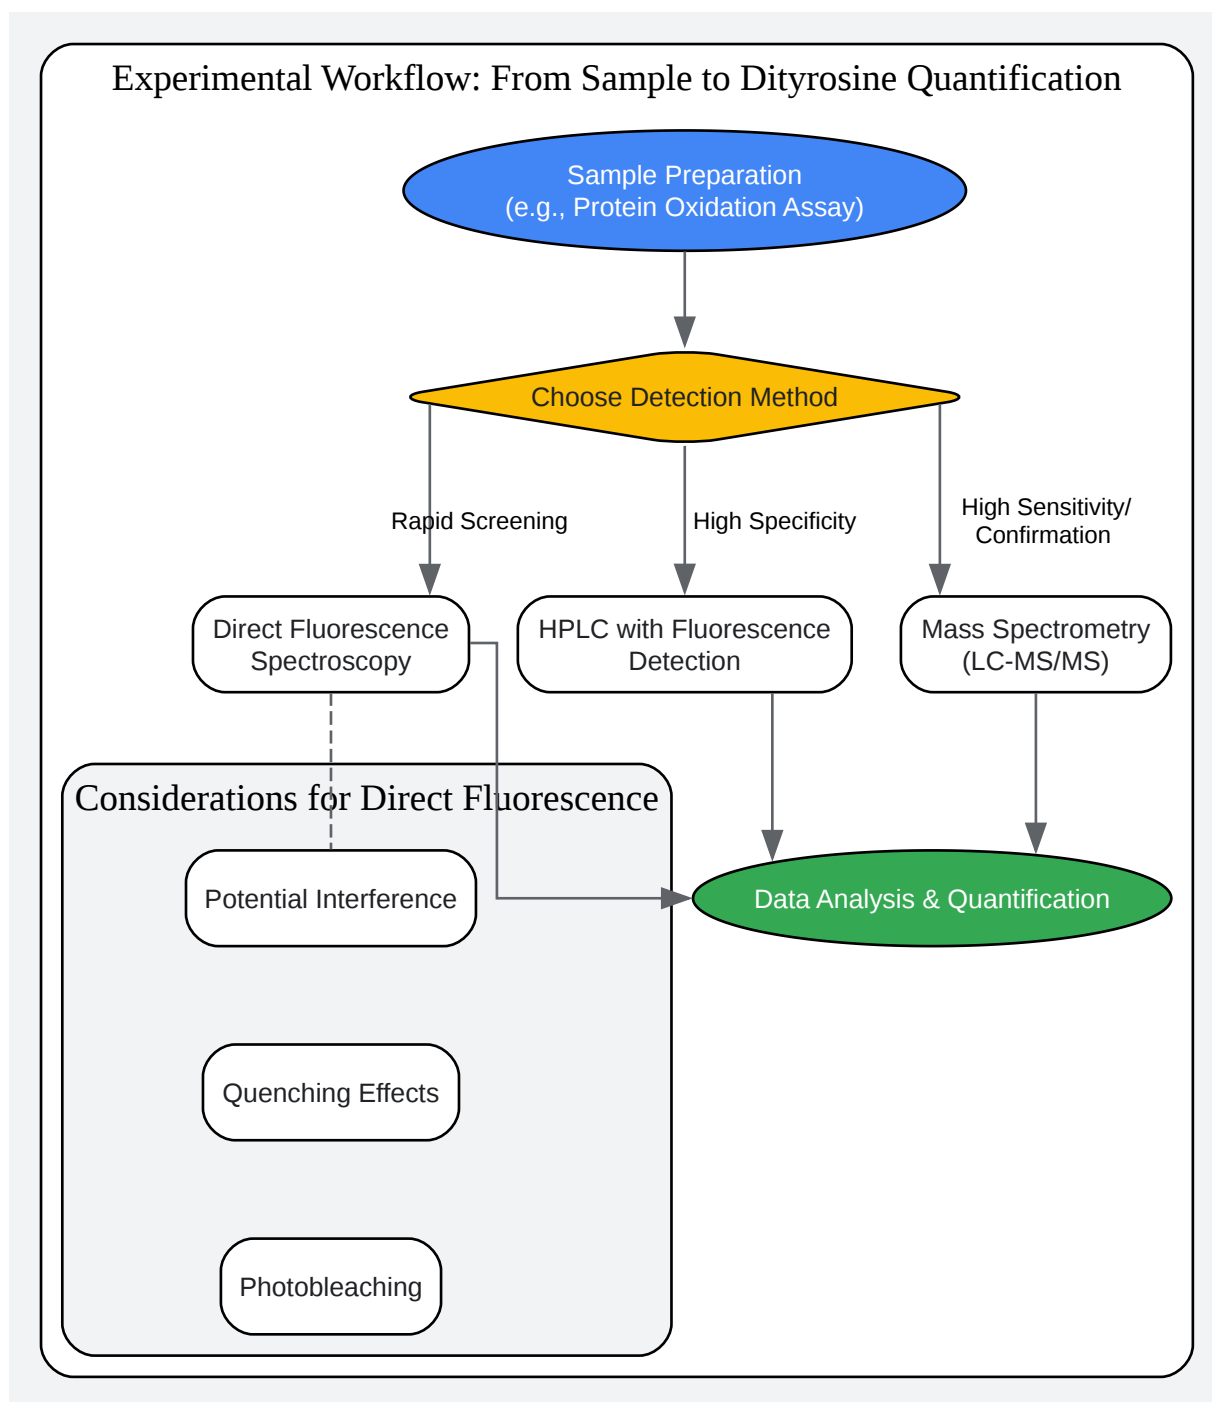 Experimental Workflow: From Sample to Dityrosine Quantification
Sample Preparation
(e.g., Protein Oxidation Assay)
Choose Detection Method
Rapid Screening
High Specificity
High Sensitivity/
Confirmation
Direct Fluorescence
Spectroscopy
HPLC with Fluorescence
Detection
Mass Spectrometry
(LC-MS/MS)
Considerations for Direct Fluorescence
Potential Interference
Data Analysis & Quantification
Quenching Effects
Photobleaching